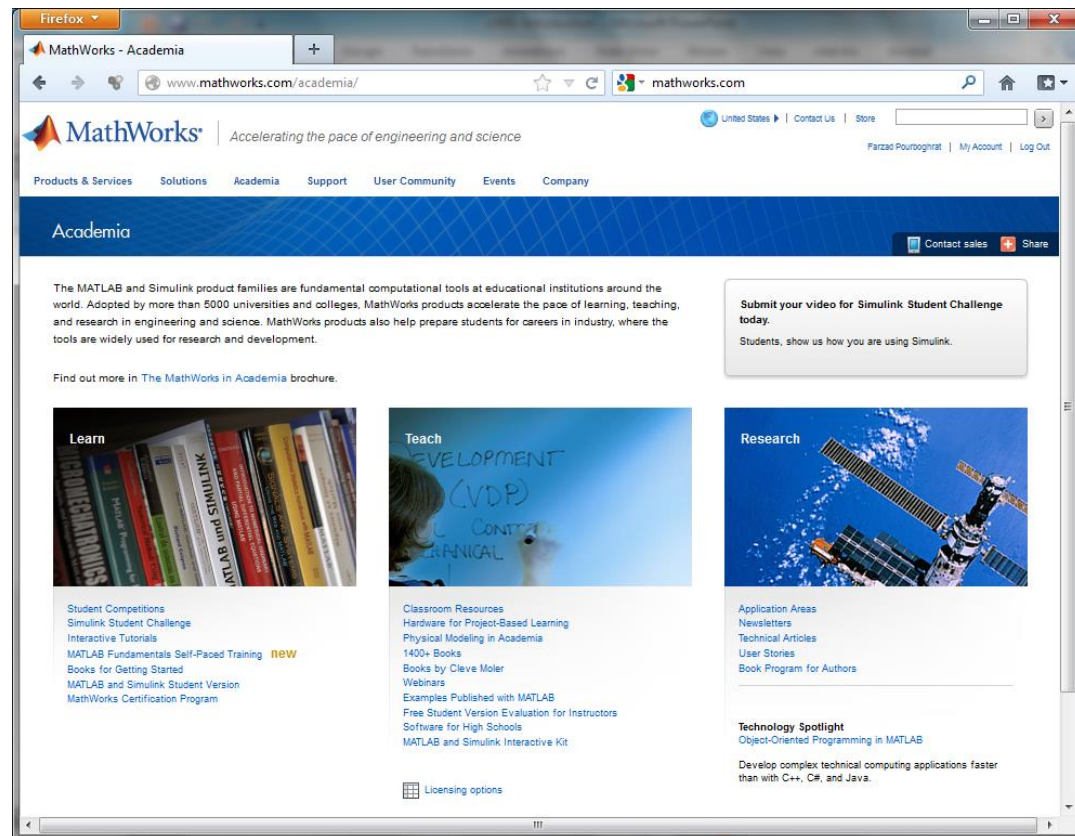 Firefox
MathWorks - Academia
www.mathworks.com/academia/
mathworks.com
MathWorks®
Accelerating the pace of engineering and science
United States | Contact Us | Store
Farzad Pourboghrat | My Account | Log Out
Products & Services Solutions Academia Support User Community Events Company
Academia
Contact sales Share
The MATLAB and Simulink product families are fundamental computational tools at educational institutions around the
world. Adopted by more than 5000 universities and colleges, MathWorks products accelerate the pace of learning, teaching,
and research in engineering and science. MathWorks products also help prepare students for careers in industry, where the
tools are widely used for research and development.
Find out more in The MathWorks in Academia brochure.
Submit your video for Simulink Student Challenge
today.
Students, show us how you are using Simulink.
Learn
MICROMECHATRONICS
MATLAB und SIMULINK
Student Competitions
Simulink Student Challenge
Interactive Tutorials
MATLAB Fundamentals Self-Paced Training new
Books for Getting Started
MATLAB and Simulink Student Version
MathWorks Certification Program
Teach
EVELOPMENT
(VDP)
CONT
Classroom Resources
Hardware for Project-Based Learning
Physical Modeling in Academia
1400+ Books
Books by Cleve Moler
Webinars
Examples Published with MATLAB
Free Student Version Evaluation for Instructors
Software for High Schools
MATLAB and Simulink Interactive Kit
Licensing options
Research
Application Areas
Newsletters
Technical Articles
User Stories
Book Program for Authors
Technology Spotlight
Object-Oriented Programming in MATLAB
Develop complex technical computing applications faster
than with C++, C#, and Java.